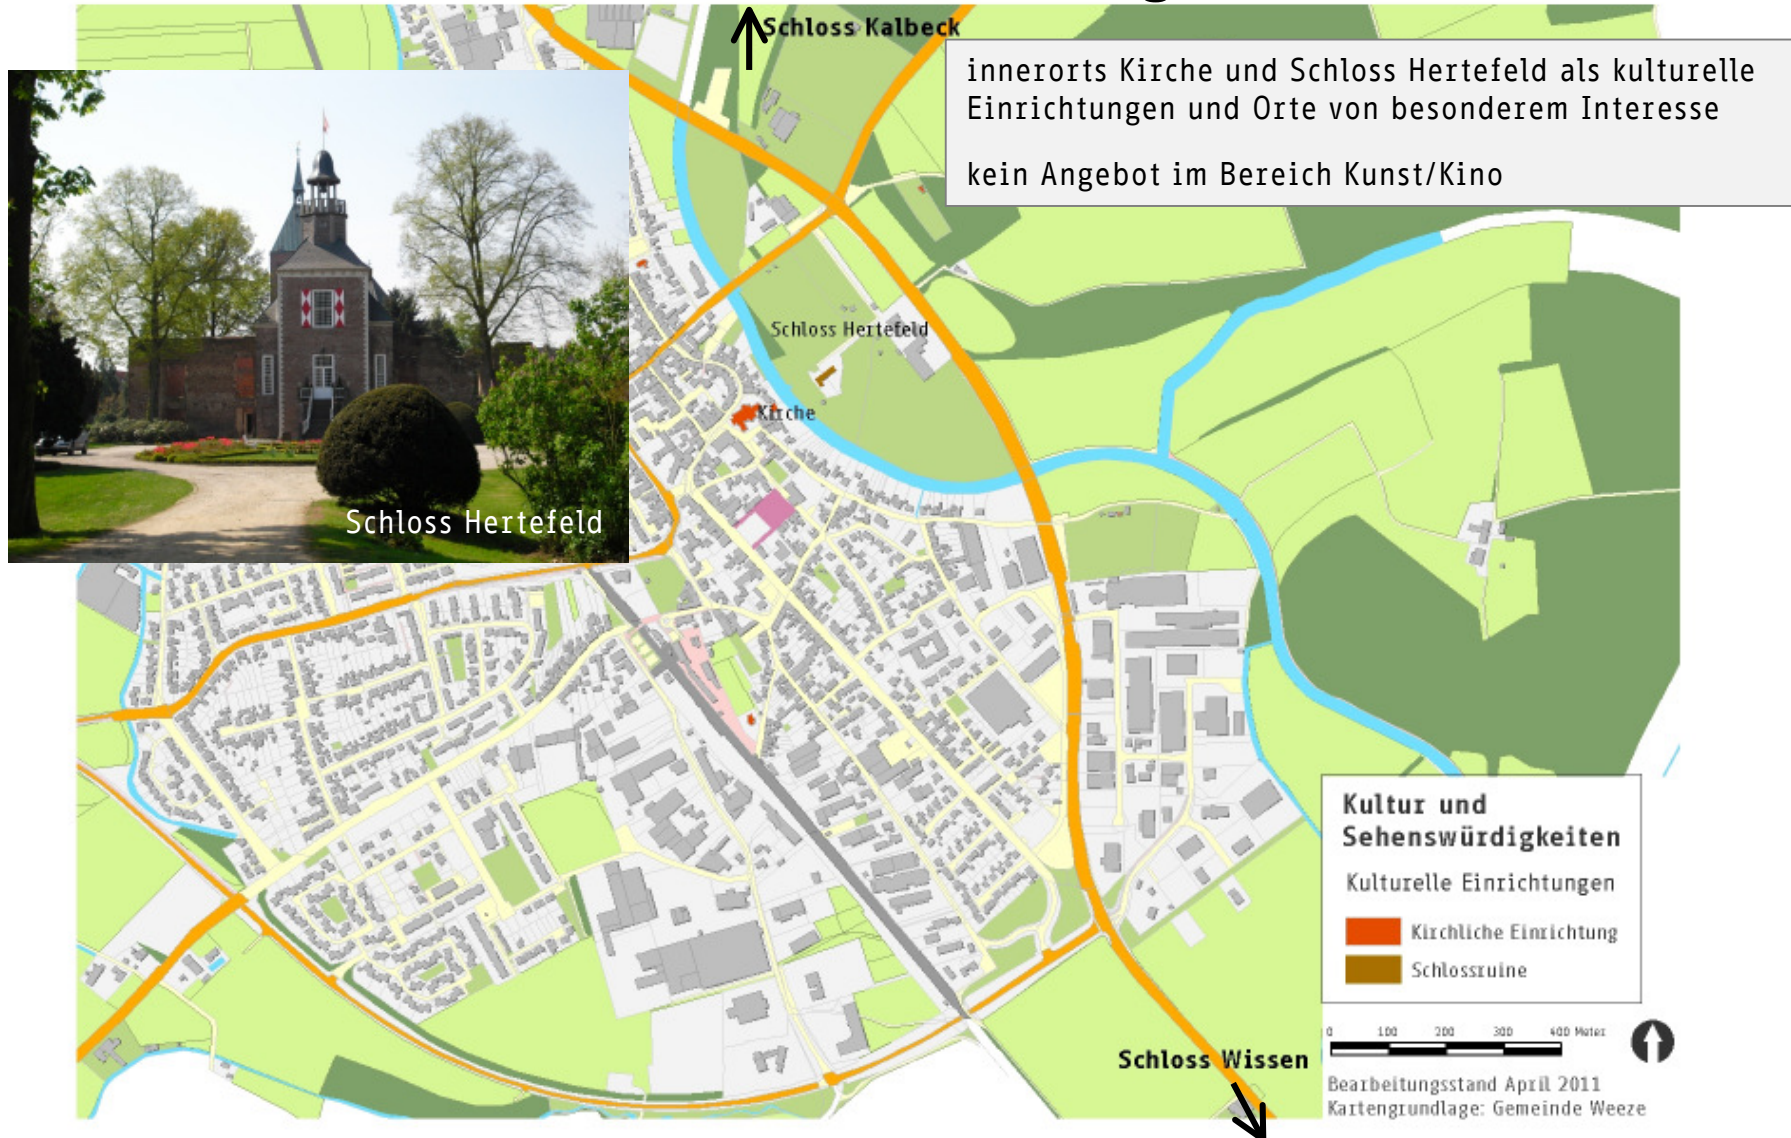 Schloss Kalbeck
innerorts Kirche und Schloss Hertefeld als kulturelle
Einrichtungen und Orte von besonderem Interesse
kein Angebot im Bereich Kunst/Kino
Schloss Hertefeld
Schloss Hertefeld
Kirche
Kultur und
Sehenswürdigkeiten
Kulturelle Einrichtungen
Kirchliche Einrichtung
Schlossruine
0 100 200 300 400 Meter
Schloss Wissen
Bearbeitungsstand April 2011
Kartengrundlage: Gemeinde Weeze